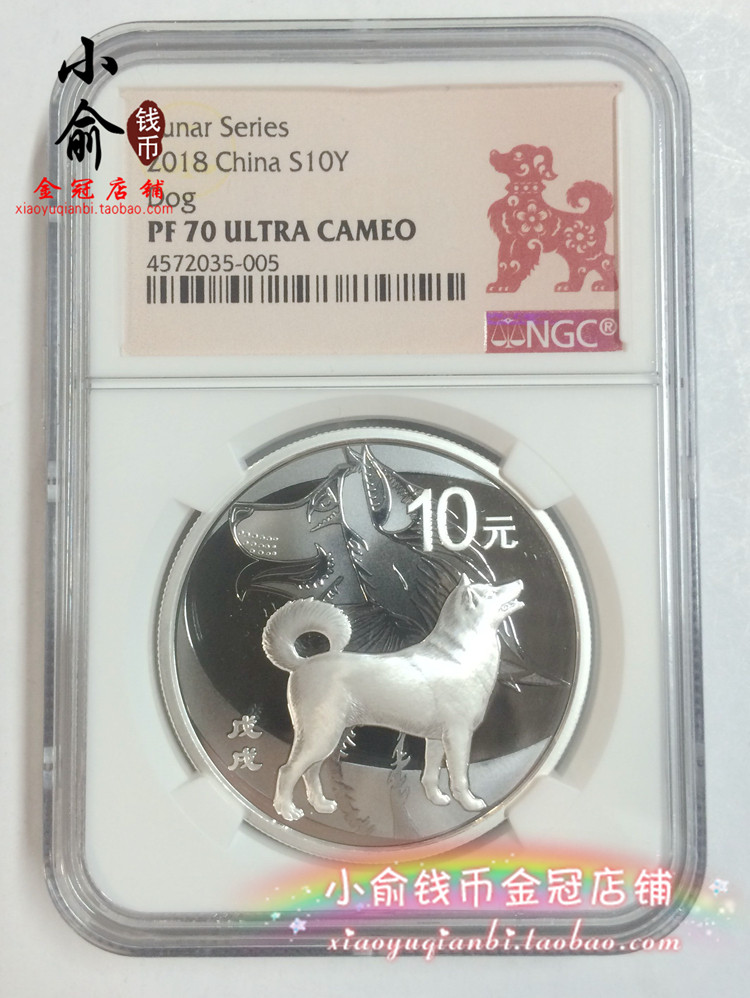 小俞
钱币
金冠店铺
xiaoyuqianbi.taobao.com
Lunar Series
2018 China S10Y
Dog
PF 70 ULTRA CAMEO
4572035-005
NGC®
10元
戊戌
小俞钱币金冠店铺
xiaoyuqianbi.taobao.com